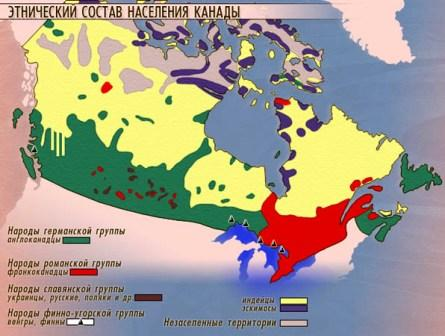 ЭТНИЧЕСКИЙ СОСТАВ НАСЕЛЕНИЯ КАНАДЫ
Народы германской группы
англоканадцы
Народы романской группы
франкоканадцы
Народы славянской группы
украинцы, русские, поляки и др.
Народы финно-угорской группы
венгры, финны
индейцы
эскимосы
Незаселенные территории